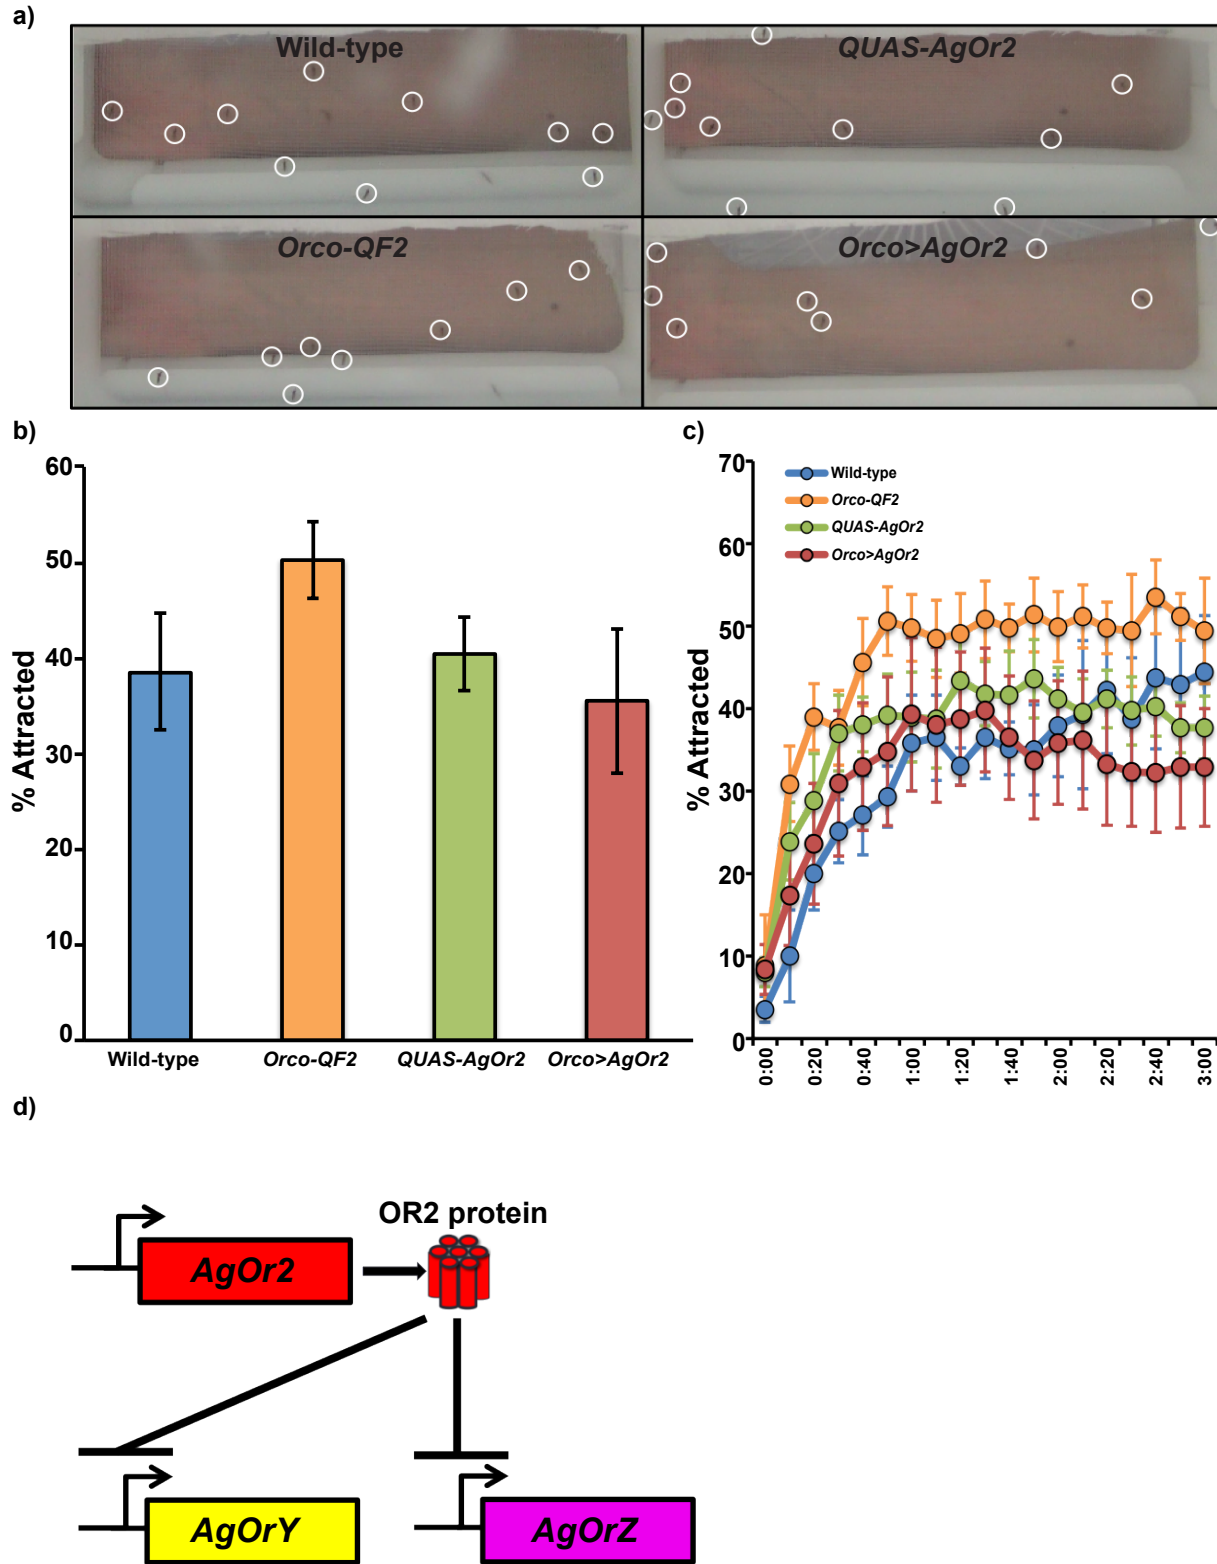 a)
Wild-type
QUAS-AgOr2
Orco-QF2
Orco>AgOr2
b)
60
50
40
30
20
10
0
% Attracted
Wild-type
Orco-QF2
QUAS-AgOr2
Orco>AgOr2
c)
70
60
50
40
30
20
10
0
% Attracted
Wild-type
Orco-QF2
QUAS-AgOr2
Orco>AgOr2
0:00
0:20
0:40
1:00
1:20
1:40
2:00
2:20
2:40
3:00
d)
OR2 protein
AgOr2
AgOrY
AgOrZ